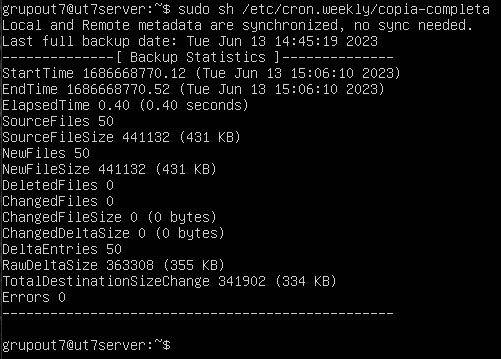 grupout7@ut7server:~$ sudo sh /etc/cron.weekly/copia-completa
Local and Remote metadata are synchronized, no sync needed.
Last full backup date: Tue Jun 13 14:45:19 2023
--------------[ Backup Statistics ]--------------
StartTime 1686668770.12 (Tue Jun 13 15:06:10 2023)
EndTime 1686668770.52 (Tue Jun 13 15:06:10 2023)
ElapsedTime 0.40 (0.40 seconds)
SourceFiles 50
SourceFileSize 441132 (431 KB)
NewFiles 50
NewFileSize 441132 (431 KB)
DeletedFiles 0
ChangedFiles 0
ChangedFileSize 0 (0 bytes)
ChangedDeltaSize 0 (0 bytes)
DeltaEntries 50
RawDeltaSize 363308 (355 KB)
TotalDestinationSizeChange 341902 (334 KB)
Errors 0
-------------------------------------------------
grupout7@ut7server:~$